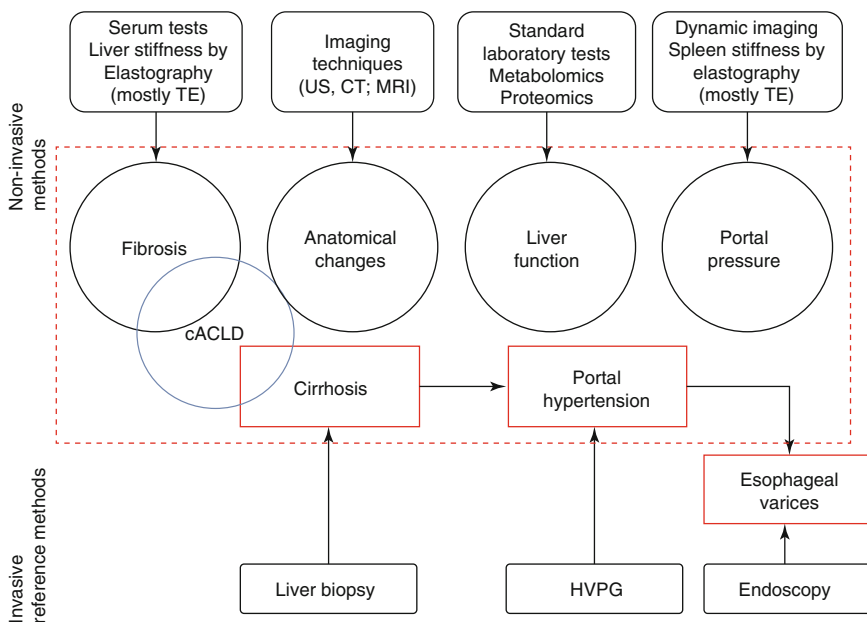 Serum tests
Liver stiffness by
Elastography
(mostly TE)
Imaging
techniques
(US, CT; MRI)
Standard
laboratory tests
Metabolomics
Proteomics
Dynamic imaging
Spleen stiffness by
elastography
(mostly TE)
Non-invasive
methods
Fibrosis
Anatomical
changes
Liver
function
Portal
pressure
cACLD
Cirrhosis
Portal
hypertension
Esophageal
varices
Invasive
reference methods
Liver biopsy
HVPG
Endoscopy